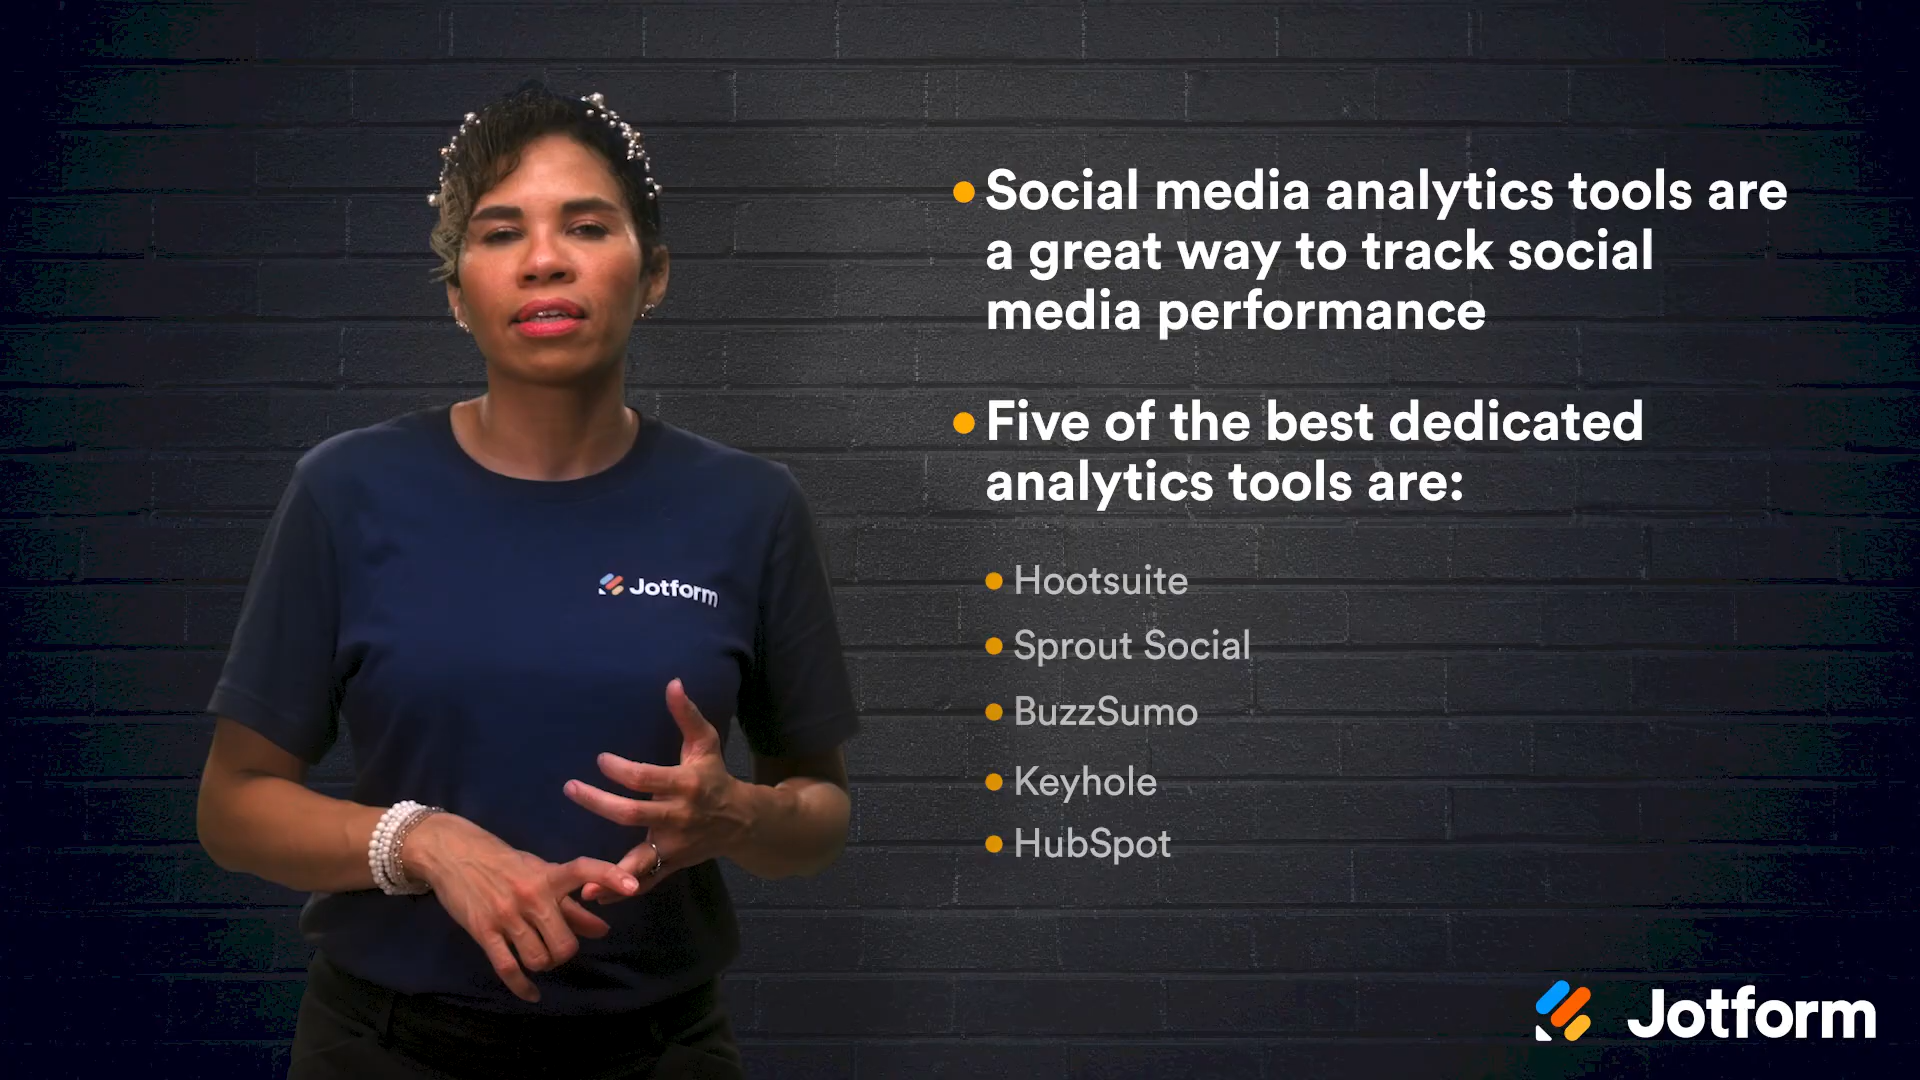 Social media analytics tools are
a great way to track social
media performance
Five of the best dedicated
analytics tools are:
Hootsuite
Sprout Social
BuzzSumo
Keyhole
HubSpot
Jotform
Jotform